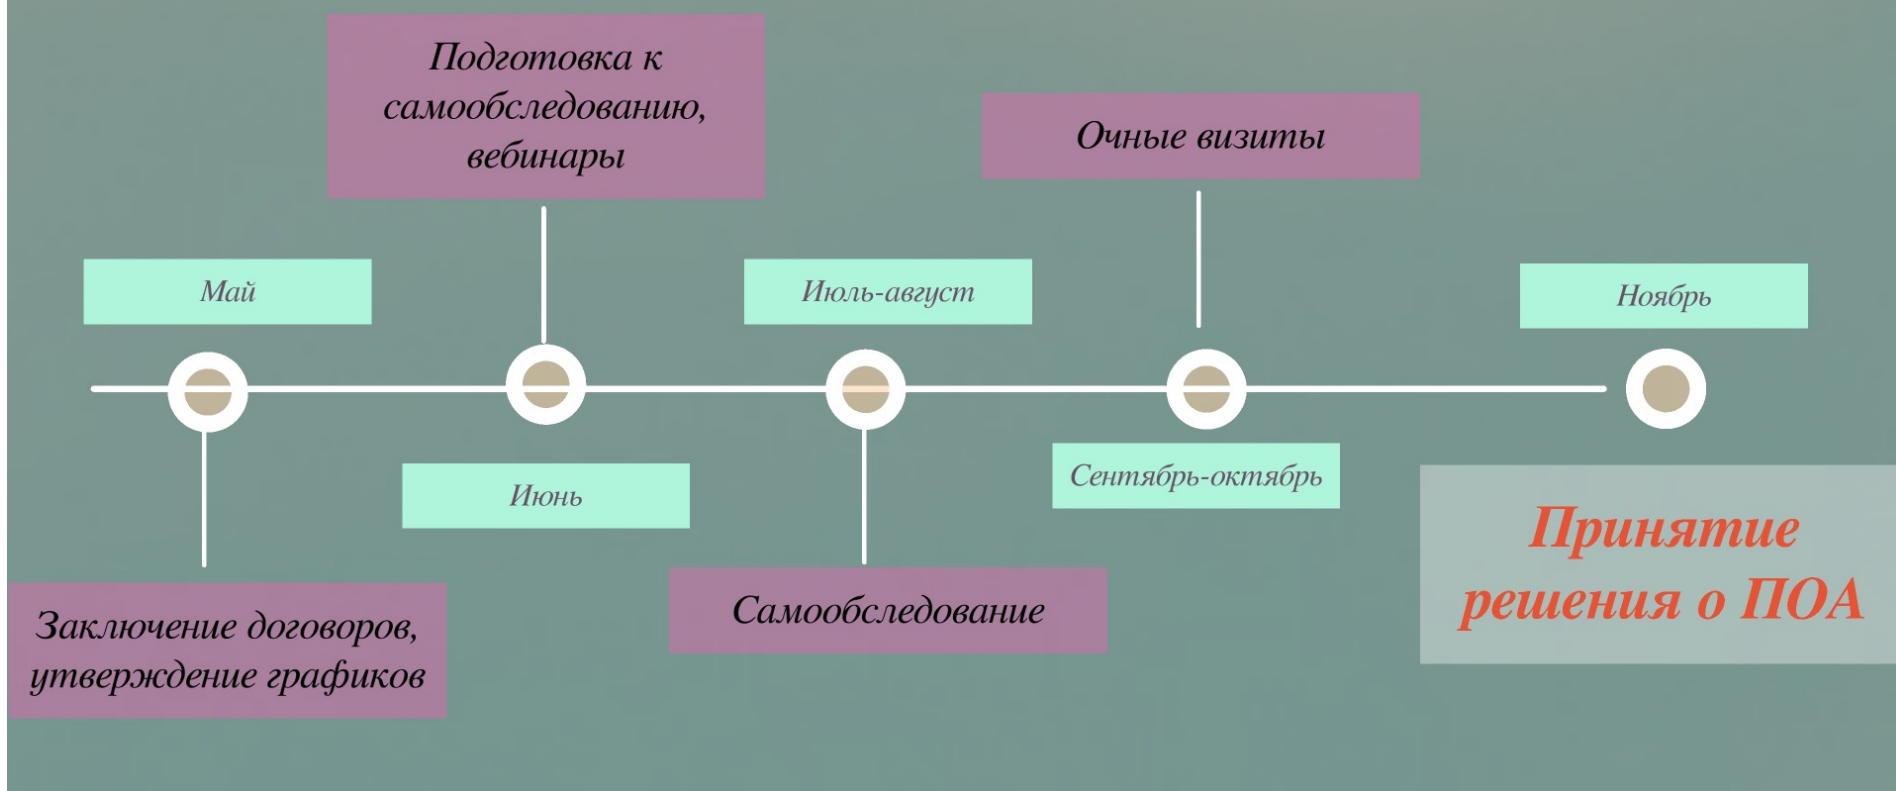 Подготовка к
самообследованию,
вебинары
Очные визиты
Май
Июль-август
Ноябрь
Июнь
Сентябрь-октябрь
Принятие
решения о ПОА
Заключение договоров,
утверждение графиков
Самообследование